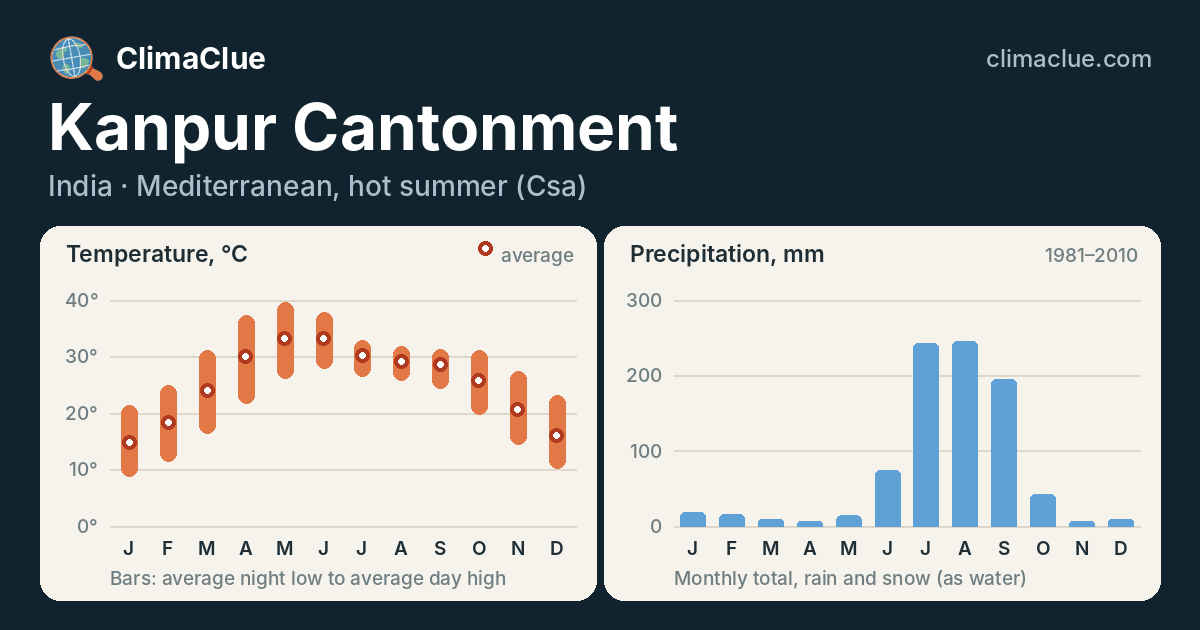 ClimaClue
climaclue.com
Kanpur Cantonment
India · Mediterranean, hot summer (Csa)
Temperature, °C
average
40°
30°
20°
10°
0°
J F M A M J J A S O N D
Bars: average night low to average day high
Precipitation, mm
1981–2010
300
200
100
0
J F M A M J J A S O N D
Monthly total, rain and snow (as water)